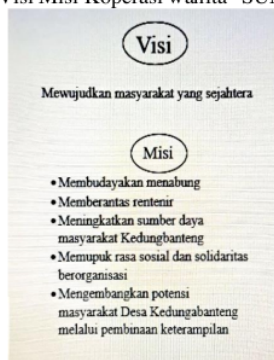 Visi
Mewujudkan masyarakat yang sejahtera
Misi
• Membudayakan menabung
• Memberantas rentenir
• Meningkatkan sumber daya
masyarakat Kedungbanteng
• Memupuk rasa sosial dan solidaritas
berorganisasi
• Mengembangkan potensi
masyarakat Desa Kedungabanteng
melalui pembinaan keterampilan